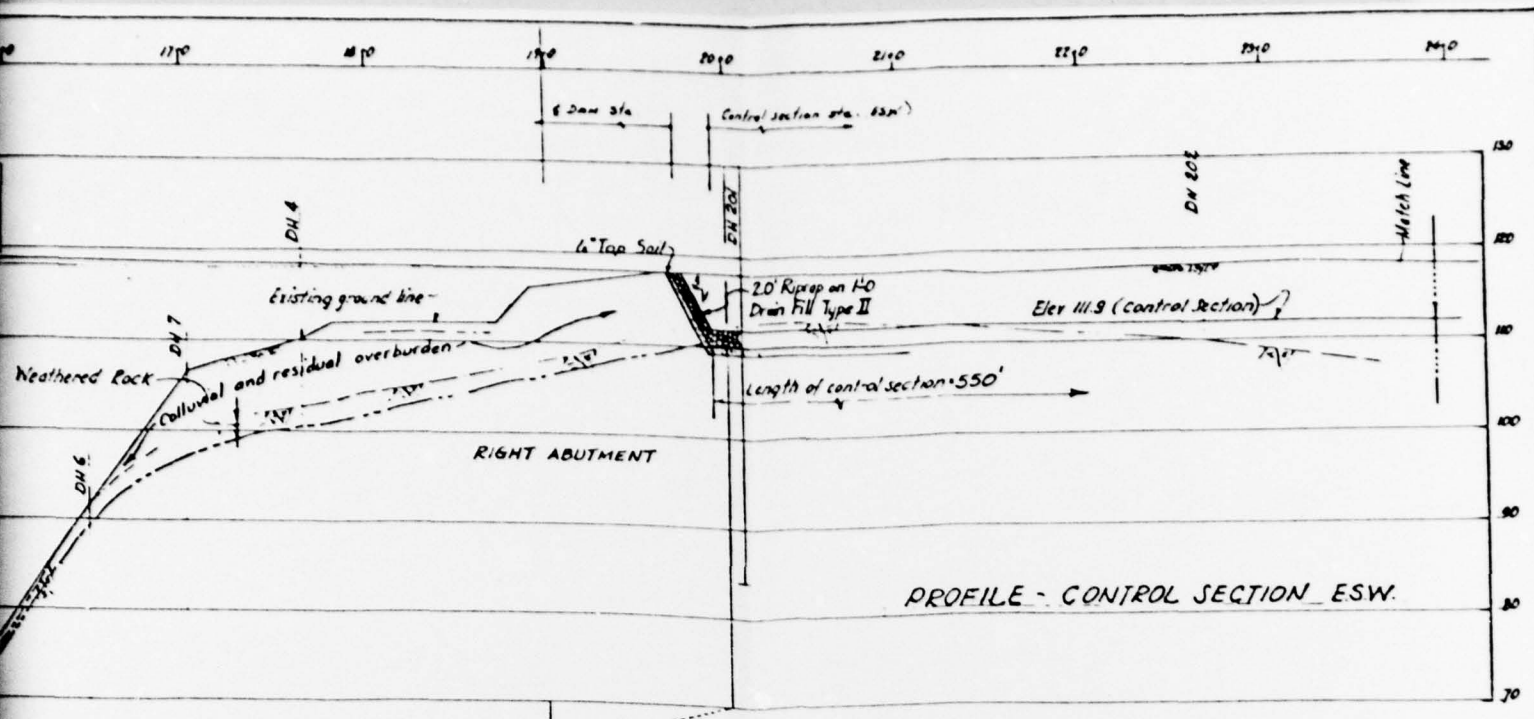 17+0 18+0 19+0 20+0 21+0 22+0 23+0 24+0
₵ Dam Sta
Control section sta. ESW
130
DH 4
DH 201
DH 202
Match Line
6" Top Soil
120
Existing ground line
2.0' Riprap on 1'-0
Drain Fill Type II
Elev 111.9 (Control Section)
DH 7
110
Weathered Rock
Colluvial and residual overburden
Length of control section = 550'
100
RIGHT ABUTMENT
DH 6
90
PROFILE - CONTROL SECTION ESW.
80
70